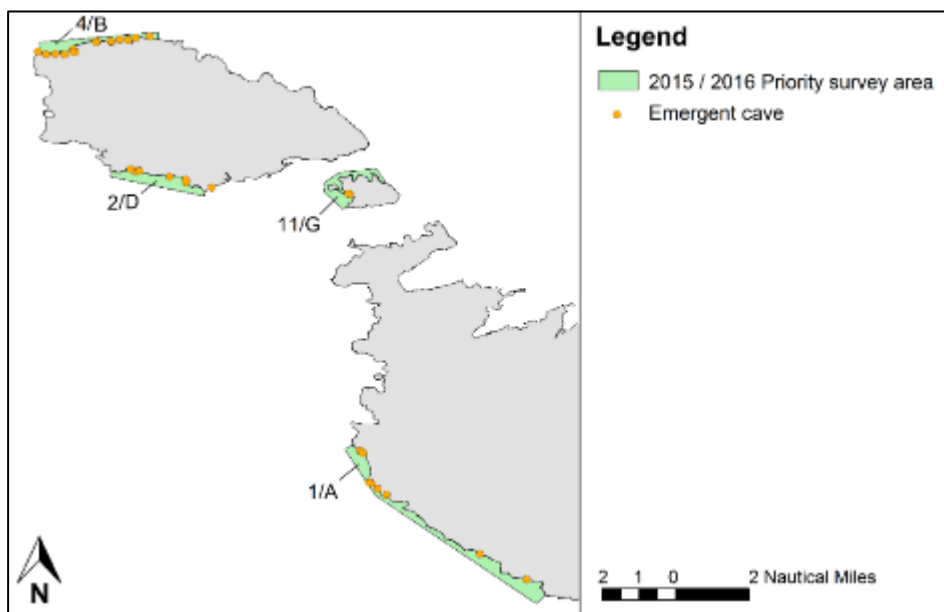 4/B
Legend
2015 / 2016 Priority survey area
Emergent cave
2/D
11/G
1/A
N
2 1 0 2 Nautical Miles